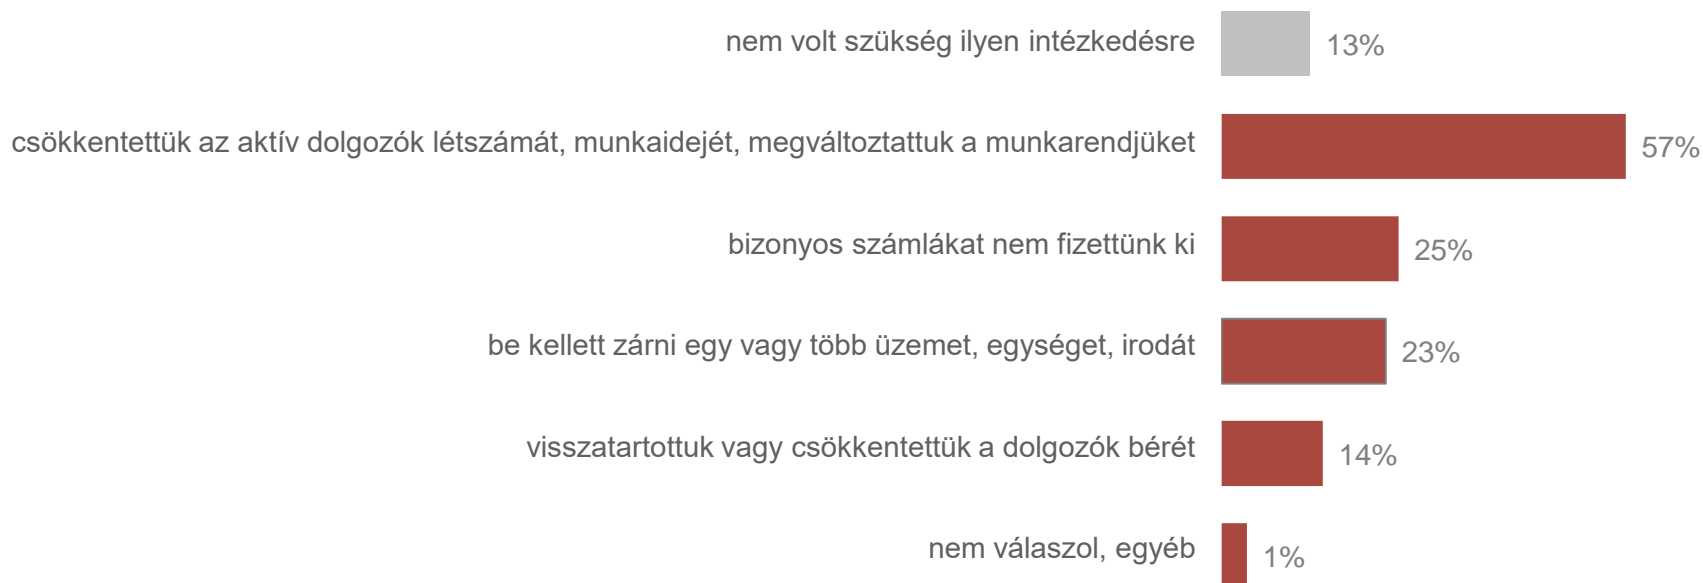 nem volt szükség ilyen intézkedésre 13%
csökkentettük az aktív dolgozók létszámát, munkaidejét, megváltoztattuk a munkarendjüket 57%
bizonyos számlákat nem fizettünk ki 25%
be kellett zárni egy vagy több üzemet, egységet, irodát 23%
visszatartottuk vagy csökkentettük a dolgozók bérét 14%
nem válaszol, egyéb 1%